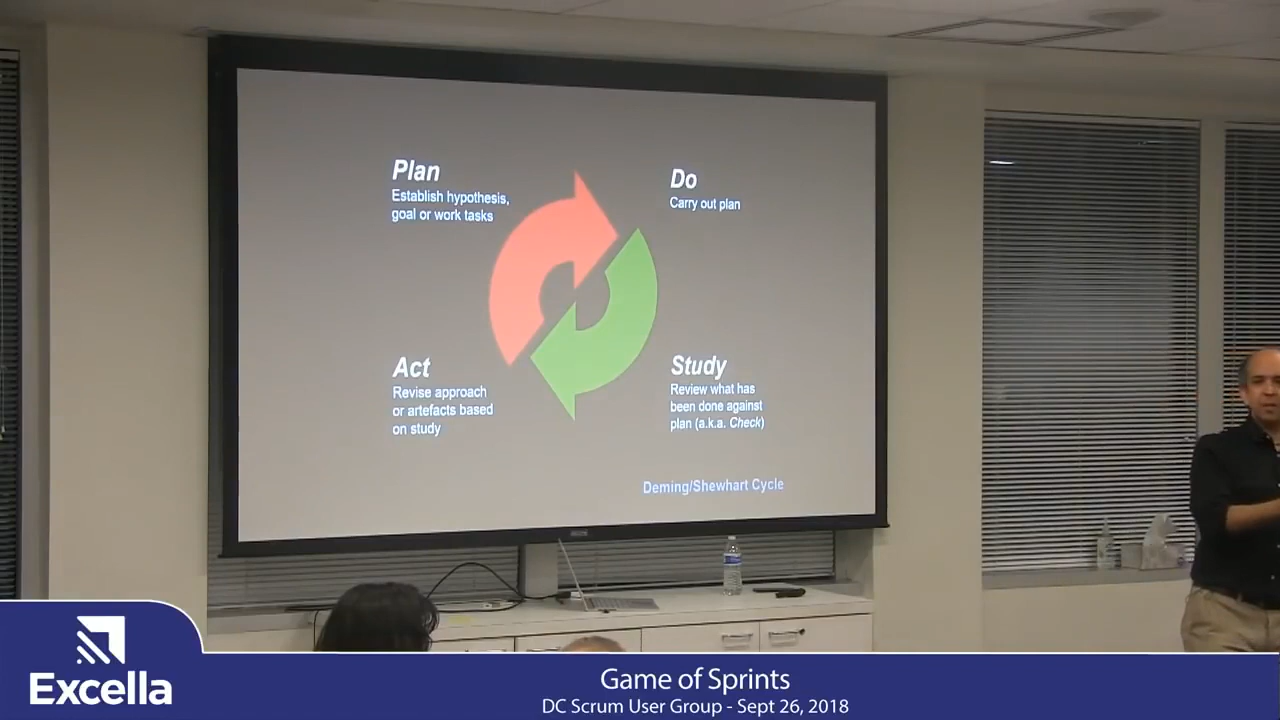 Plan
Establish hypothesis,
goal or work tasks
Do
Carry out plan
Act
Revise approach
or artefacts based
on study
Study
Review what has
been done against
plan (a.k.a. Check)
Deming/Shewhart Cycle
Excella
Game of Sprints
DC Scrum User Group - Sept 26, 2018